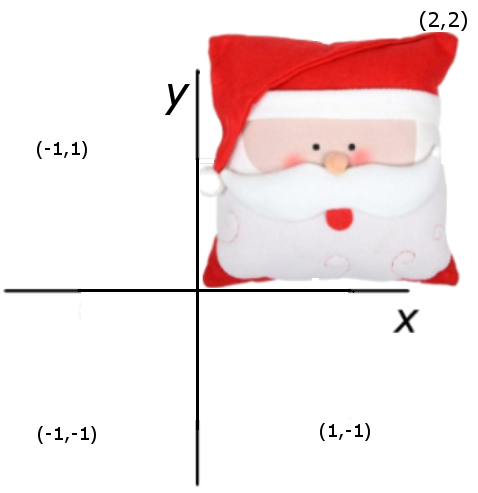 (2,2)
y
(-1,1)
x
(-1,-1)
(1,-1)